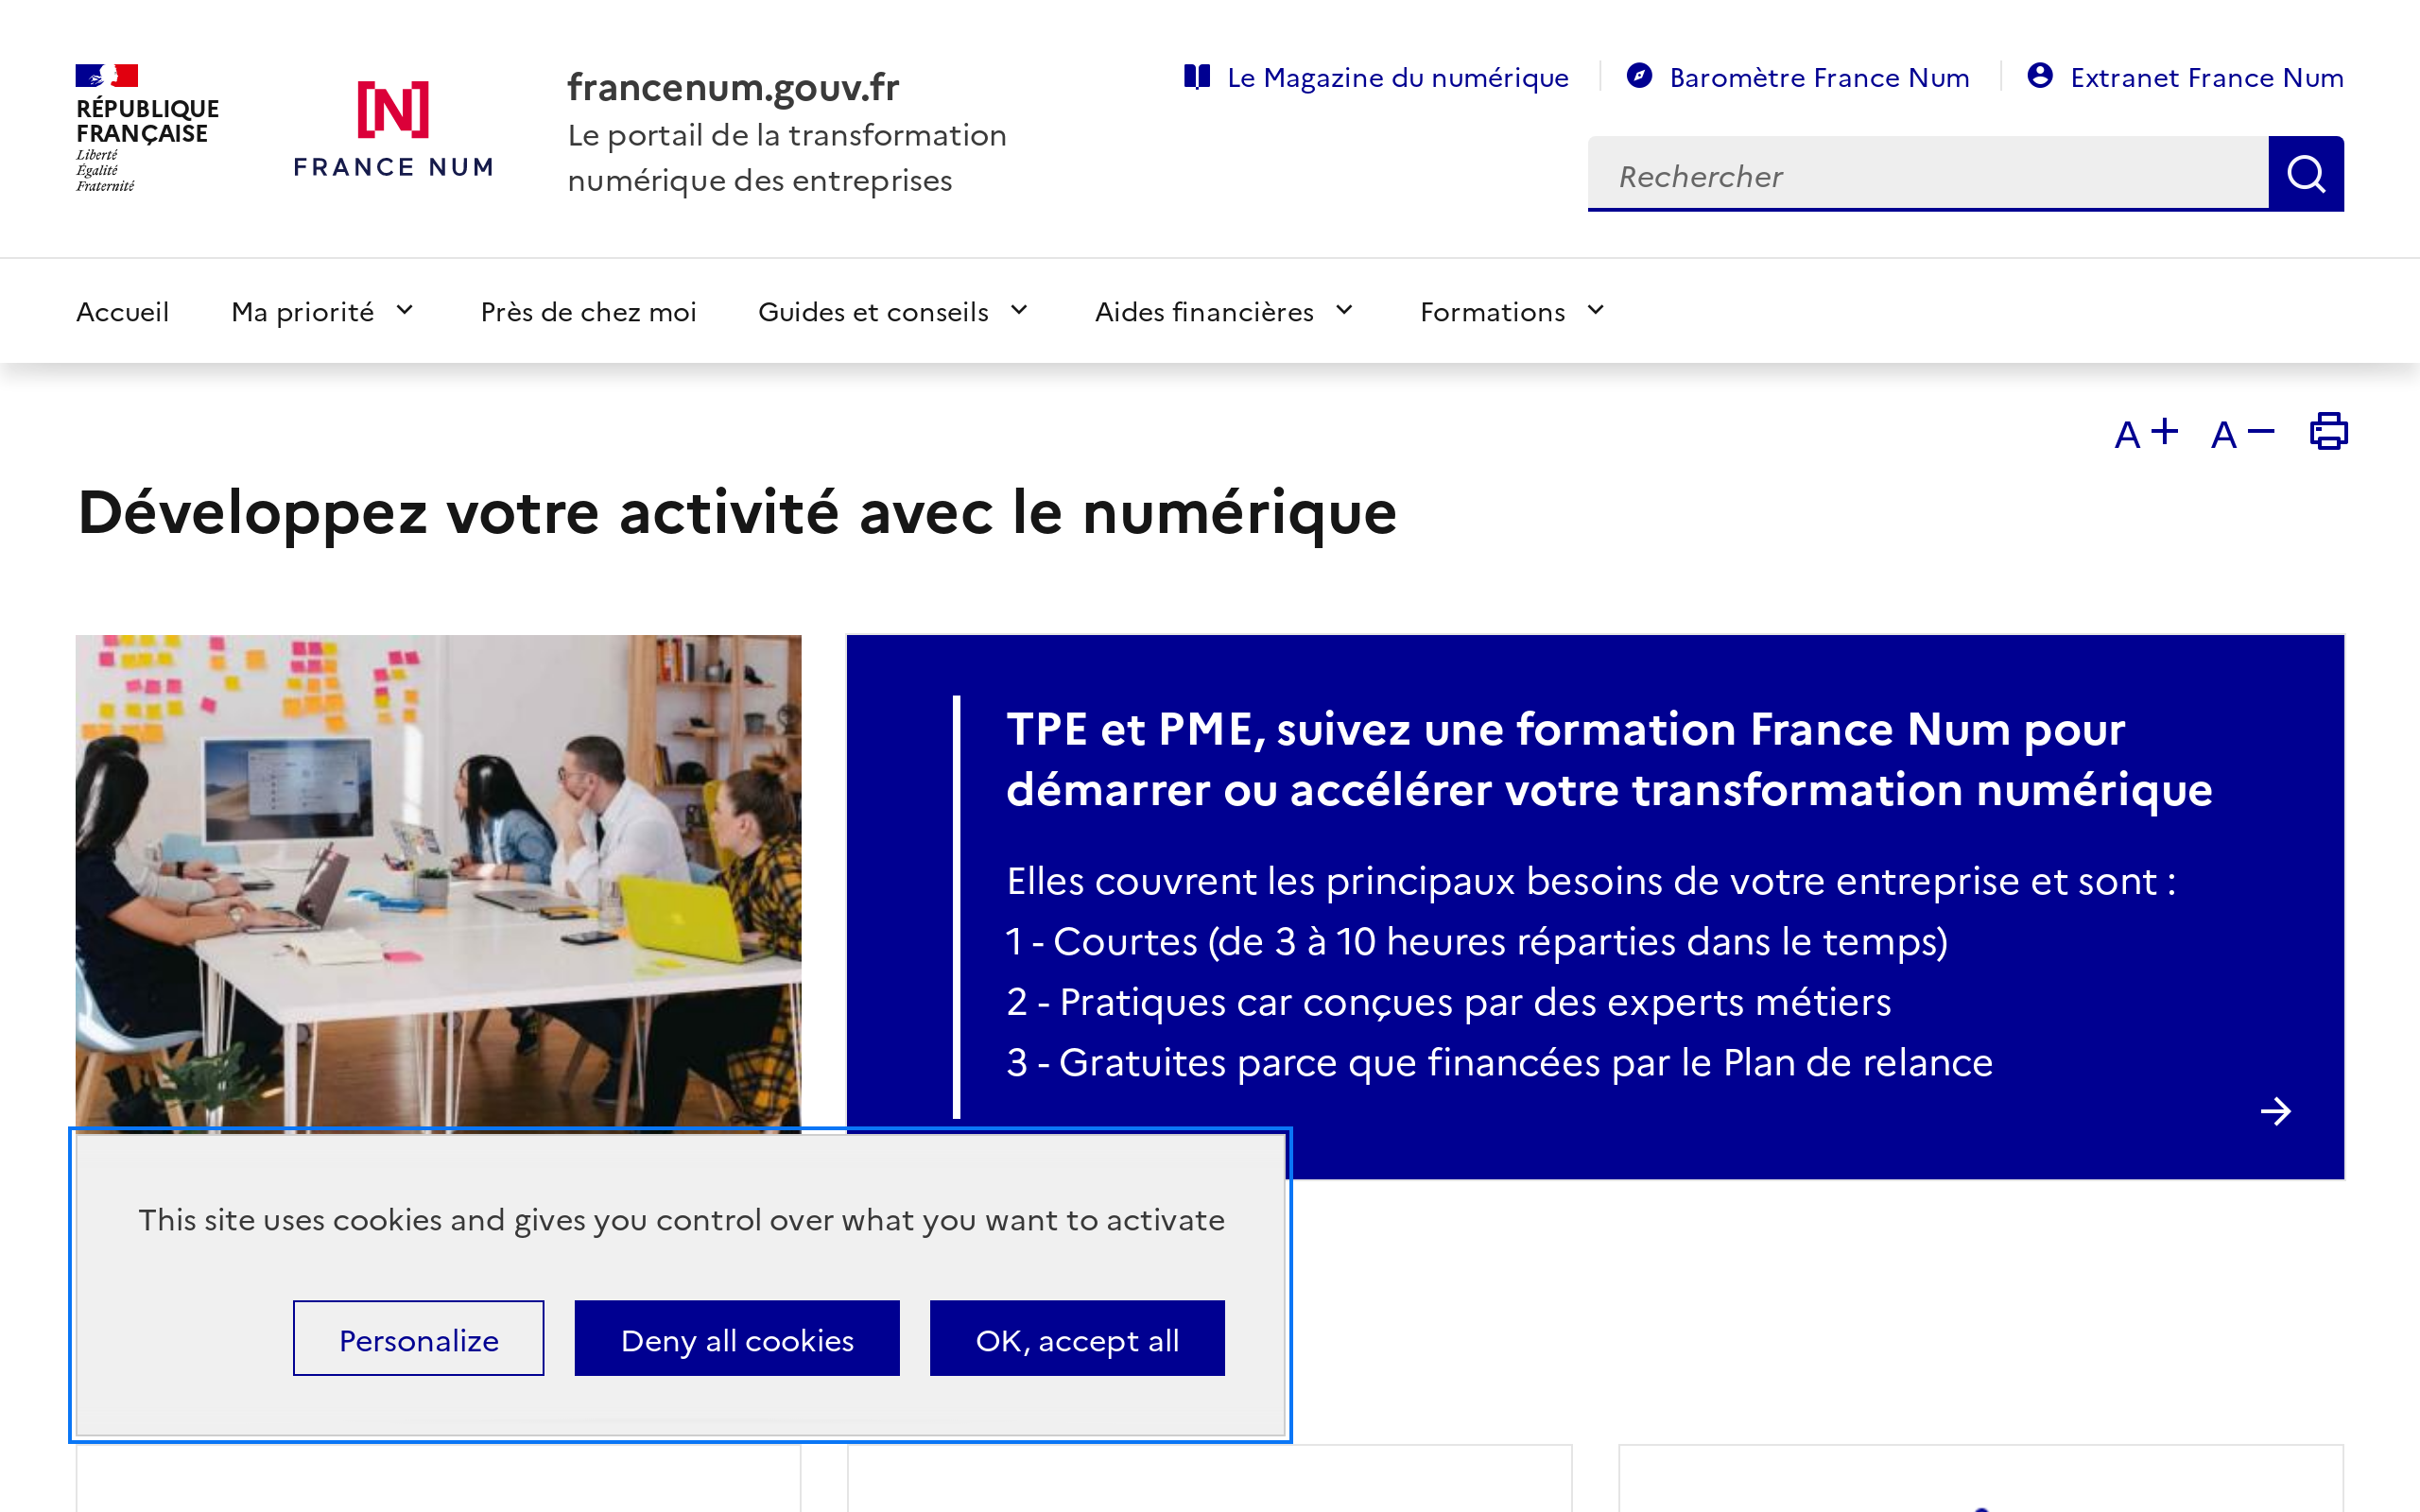 RÉPUBLIQUE
FRANÇAISE
Liberté
Égalité
Fraternité
[N]
FRANCE NUM
francenum.gouv.fr
Le portail de la transformation
numérique des entreprises
Le Magazine du numérique
Baromètre France Num
Extranet France Num
Rechercher
Accueil
Ma priorité
Près de chez moi
Guides et conseils
Aides financières
Formations
A +
A −
Développez votre activité avec le numérique
TPE et PME, suivez une formation France Num pour
démarrer ou accélérer votre transformation numérique
Elles couvrent les principaux besoins de votre entreprise et sont :
1 - Courtes (de 3 à 10 heures réparties dans le temps)
2 - Pratiques car conçues par des experts métiers
3 - Gratuites parce que financées par le Plan de relance
This site uses cookies and gives you control over what you want to activate
Personalize
Deny all cookies
OK, accept all